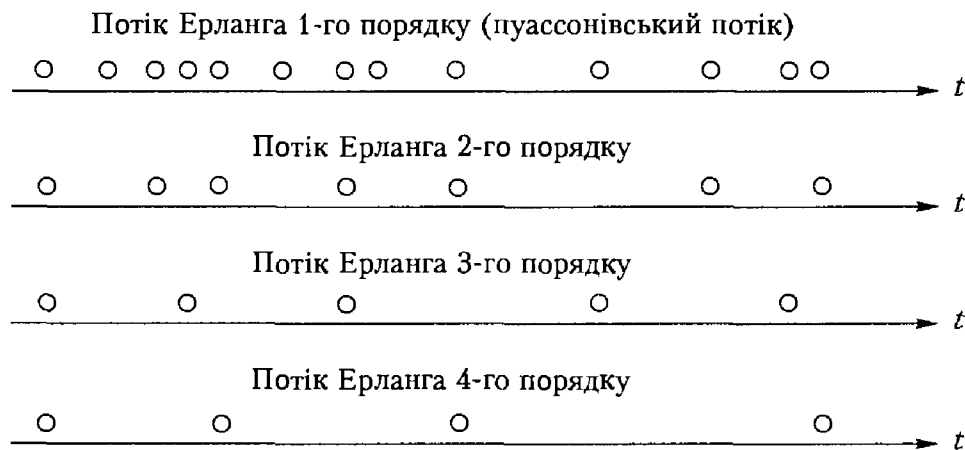 Потік Ерланга 1-го порядку (пуассонівський потік)
t
Потік Ерланга 2-го порядку
t
Потік Ерланга 3-го порядку
t
Потік Ерланга 4-го порядку
t